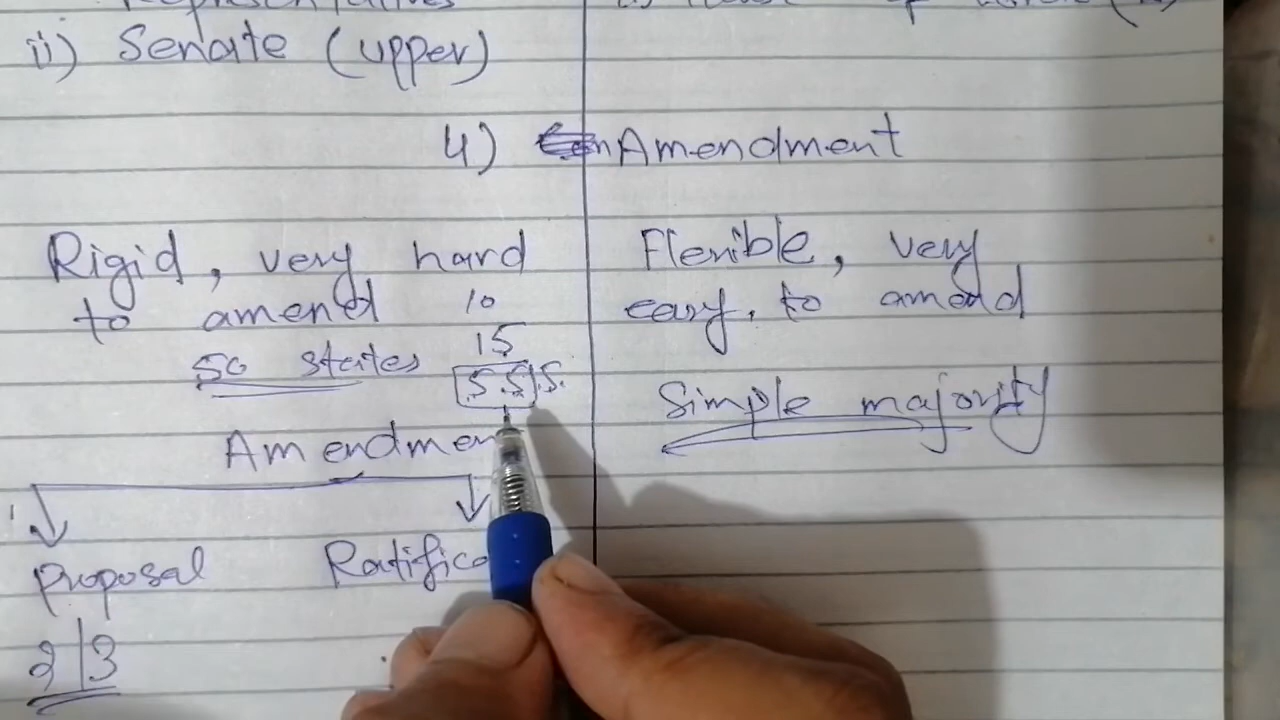 Representatives
ii) Senate (upper)
4) Amendment
Rigid, very hard
to amend
10
15
50 states
5.5 5.
Amendmen
Proposal
Ratifica
2/3
Flexible, very
easy, to amend
Simple majority